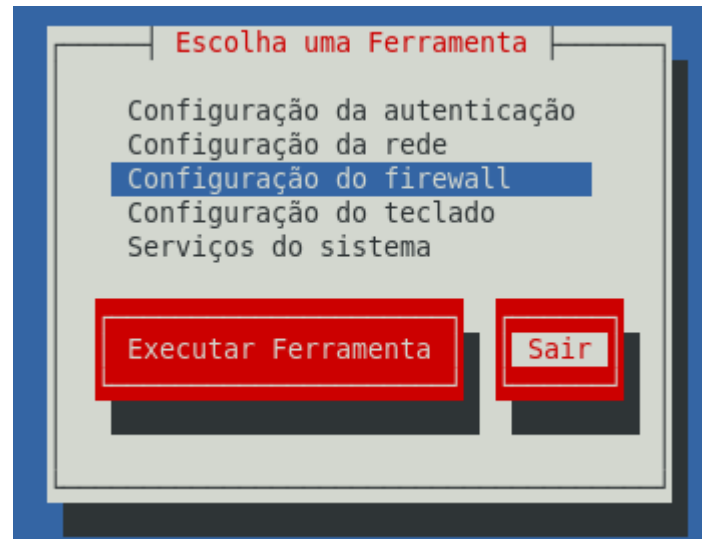 Escolha uma Ferramenta
Configuração da autenticação
Configuração da rede
Configuração do firewall
Configuração do teclado
Serviços do sistema
Executar Ferramenta Sair